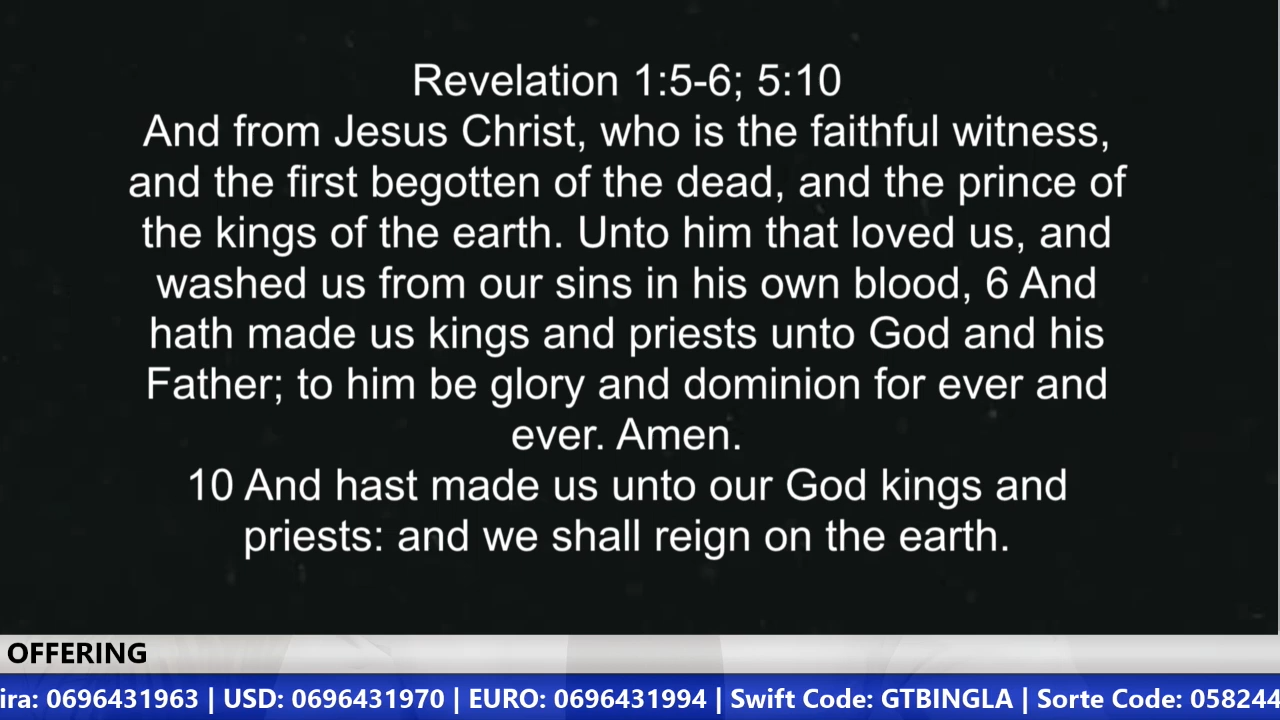 Revelation 1:5-6; 5:10
And from Jesus Christ, who is the faithful witness,
and the first begotten of the dead, and the prince of
the kings of the earth. Unto him that loved us, and
washed us from our sins in his own blood, 6 And
hath made us kings and priests unto God and his
Father; to him be glory and dominion for ever and
ever. Amen.
10 And hast made us unto our God kings and
priests: and we shall reign on the earth.
OFFERING
ira: 0696431963 | USD: 0696431970 | EURO: 0696431994 | Swift Code: GTBINGLA | Sorte Code: 058244